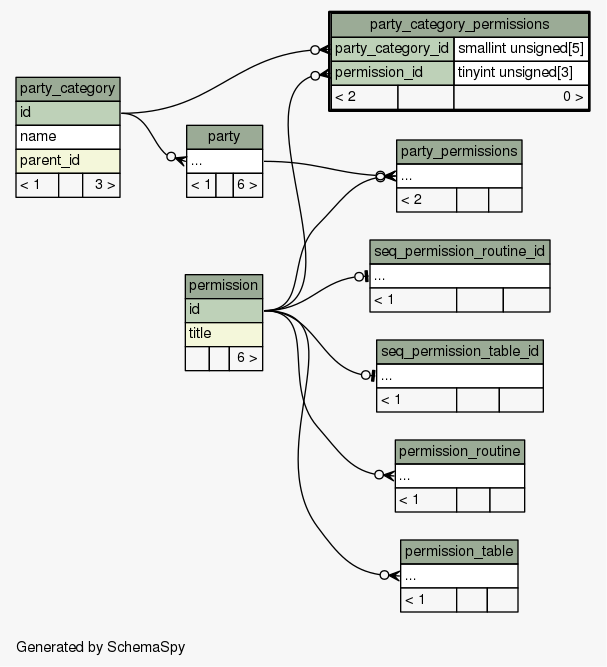 party_category_permissions
party_category_id smallint unsigned[5]
permission_id tinyint unsigned[3]
< 2 0 >
party_category
id
name
parent_id
< 1 3 >
party
...
< 1 6 >
party_permissions
...
< 2
seq_permission_routine_id
...
< 1
permission
id
title
6 >
seq_permission_table_id
...
< 1
permission_routine
...
< 1
permission_table
...
< 1
Generated by SchemaSpy